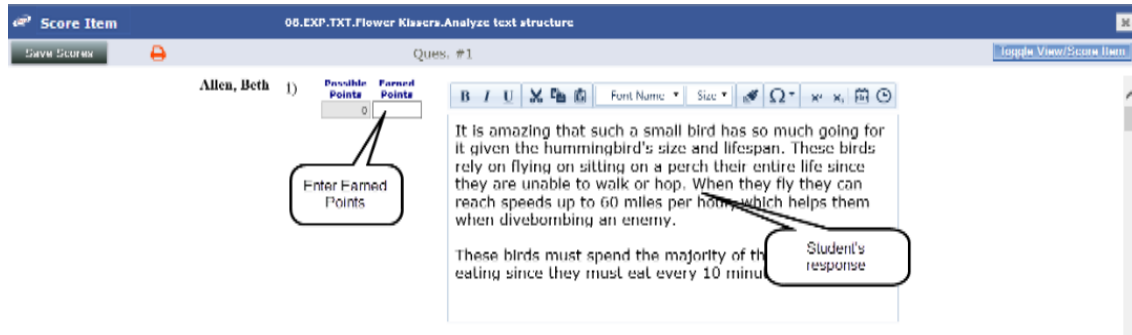 Score Item
06.EXP.TXT.Flower Kissers.Analyze text structure
Save Scores
Ques. #1
Toggle View/Score Item
Allen, Beth
1)
Possible Points
Earned Points
0
B I U Font Name Size Ω
Enter Earned
Points
It is amazing that such a small bird has so much going for
it given the hummingbird's size and lifespan. These birds
rely on flying on sitting on a perch their entire life since
they are unable to walk or hop. When they fly they can
reach speeds up to 60 miles per hour, which helps them
when divebombing an enemy.
These birds must spend the majority of
eating since they must eat every 10
Student's
response